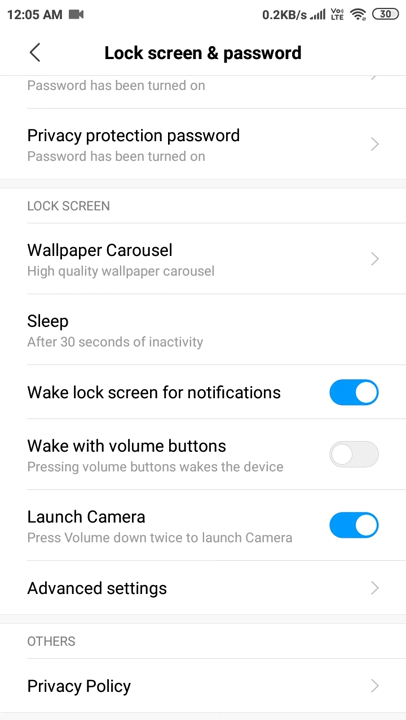 12:05 AM 0.2KB/s Vo) LTE 30
Lock screen & password
Password has been turned on
Privacy protection password
Password has been turned on
LOCK SCREEN
Wallpaper Carousel
High quality wallpaper carousel
Sleep
After 30 seconds of inactivity
Wake lock screen for notifications
Wake with volume buttons
Pressing volume buttons wakes the device
Launch Camera
Press Volume down twice to launch Camera
Advanced settings
OTHERS
Privacy Policy